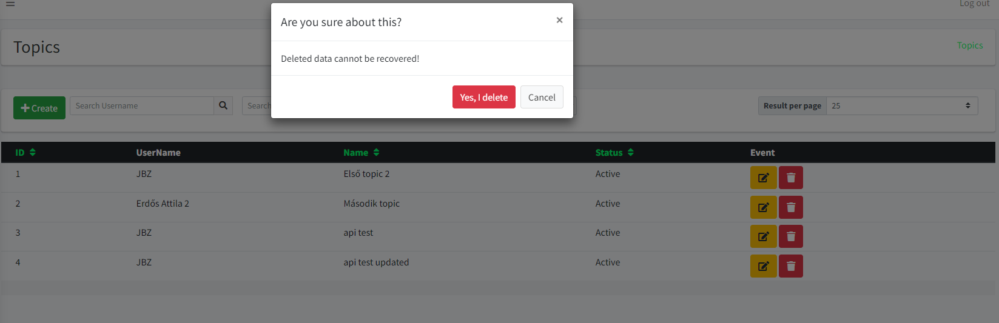 Log out
Are you sure about this?
×
Topics
Topics
Deleted data cannot be recovered!
Yes, I delete
Cancel
Create
Search Username
Search
Result per page
25
ID UserName Name Status Event
1 JBZ Első topic 2 Active
2 Erdős Attila 2 Második topic Active
3 JBZ api test Active
4 JBZ api test updated Active